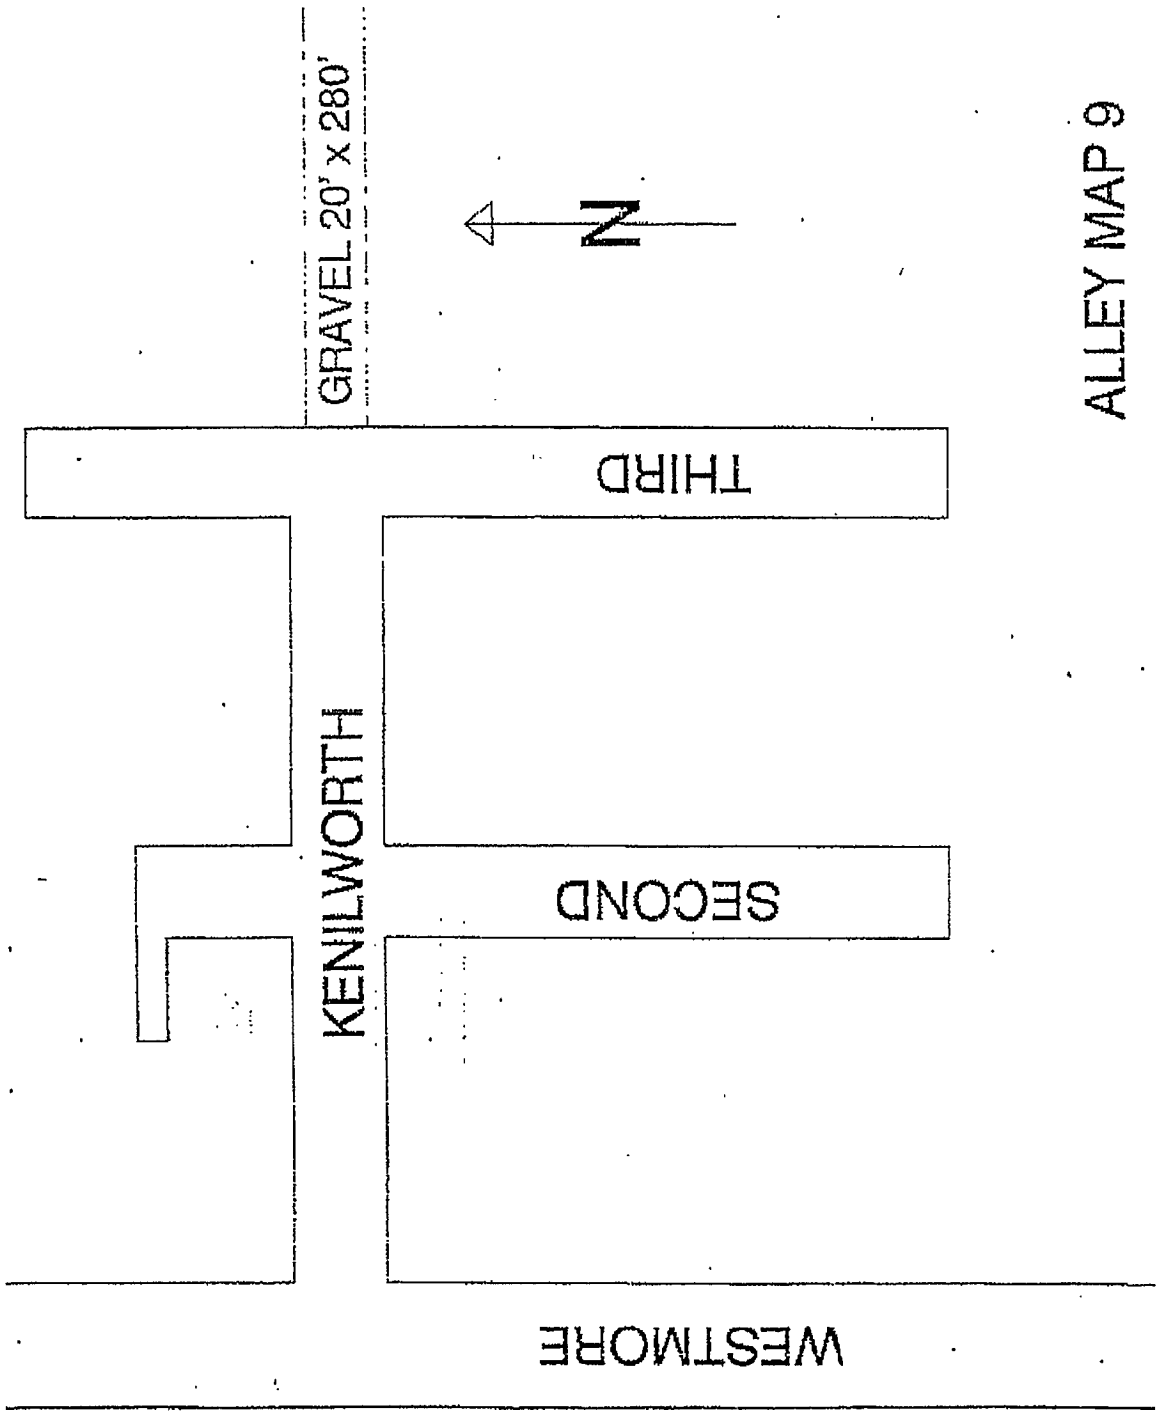 GRAVEL 20' x 280'
N
THIRD
KENILWORTH
SECOND
WESTMORE
ALLEY MAP 9